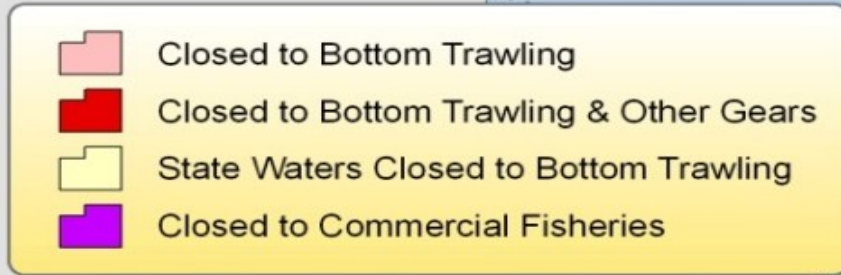 Closed to Bottom Trawling
Closed to Bottom Trawling & Other Gears
State Waters Closed to Bottom Trawling
Closed to Commercial Fisheries